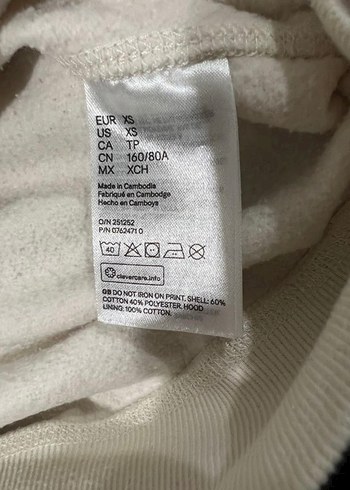 EUR XS
US XS
CA TP
CN 160/80A
MX XCH
Made in Cambodia
Fabriqué en Cambodge
Hecho en Camboya
O/N 251252
P/N 0762471 0
40
clevercare.info
GB DO NOT IRON ON PRINT. SHELL: 60%
COTTON 40% POLYESTER. HOOD
LINING: 100% COTTON.